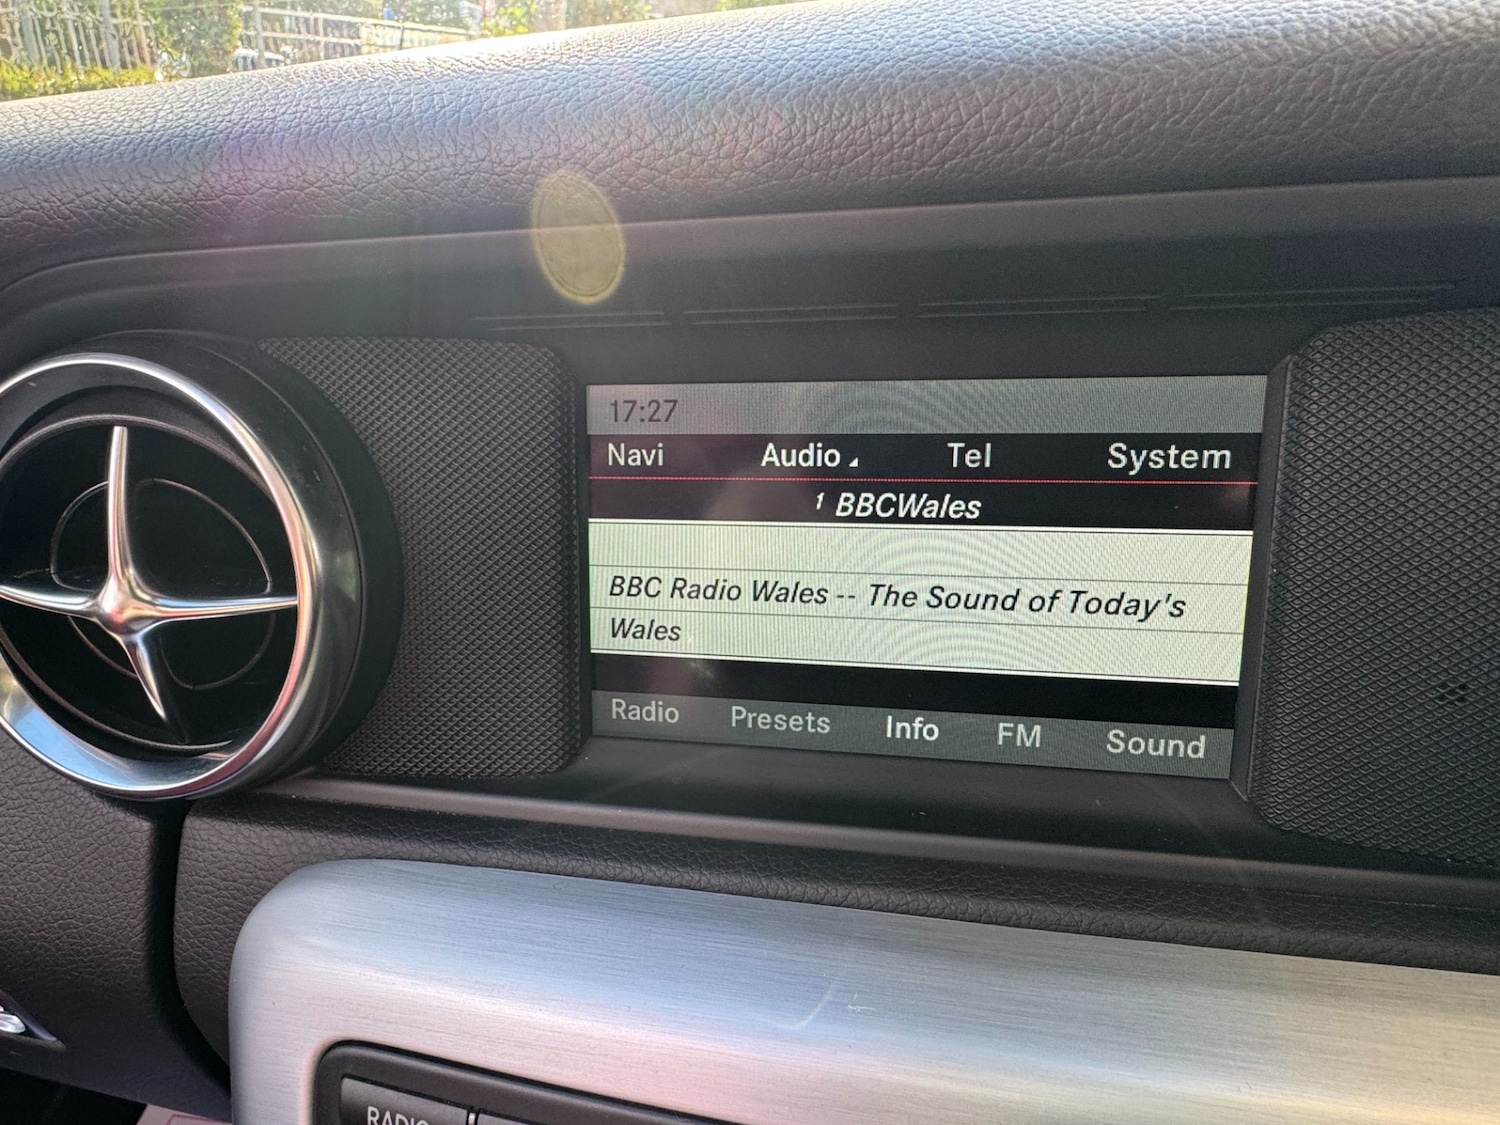 17:27
Navi Audio Tel System
1 BBCWales
BBC Radio Wales -- The Sound of Today's
Wales
Radio Presets Info FM Sound
RADIO